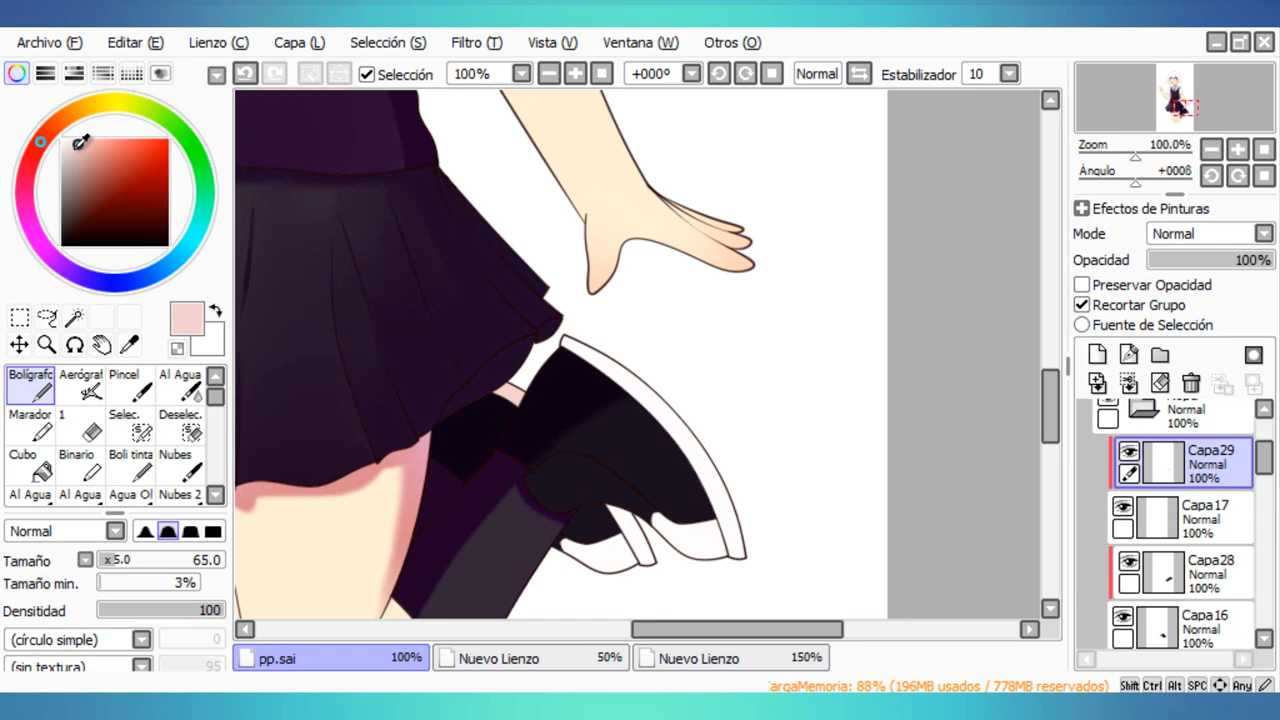 Archivo (F) Editar (E) Lienzo (C) Capa (L) Selección (S) Filtro (T) Vista (V) Ventana (W) Otros (O)
Selección 100% +000º Normal Estabilizador 10
Zoom 100.0%
Ángulo +000ß
Efectos de Pinturas
Mode Normal
Opacidad 100%
Preservar Opacidad
Recortar Grupo
Fuente de Selección
Bolígrafo Aerógraf Pincel Al Agua
Marador 1 Selec. Deselec.
Cubo Binario Boli tinta Nubes
Al Agua Al Agua Agua Ol Nubes 2
Normal
Tamaño x5.0 65.0
Tamaño min. 3%
Densitidad 100
(círculo simple) 0
(sin textura) 95
Normal
100%
Capa29
Normal
100%
Capa17
Normal
100%
Capa28
Normal
100%
Capa16
Normal
100%
pp.sai 100% Nuevo Lienzo 50% Nuevo Lienzo 150%
argaMemoria: 88% (196MB usados / 778MB reservados) Shift Ctrl Alt SPC Any